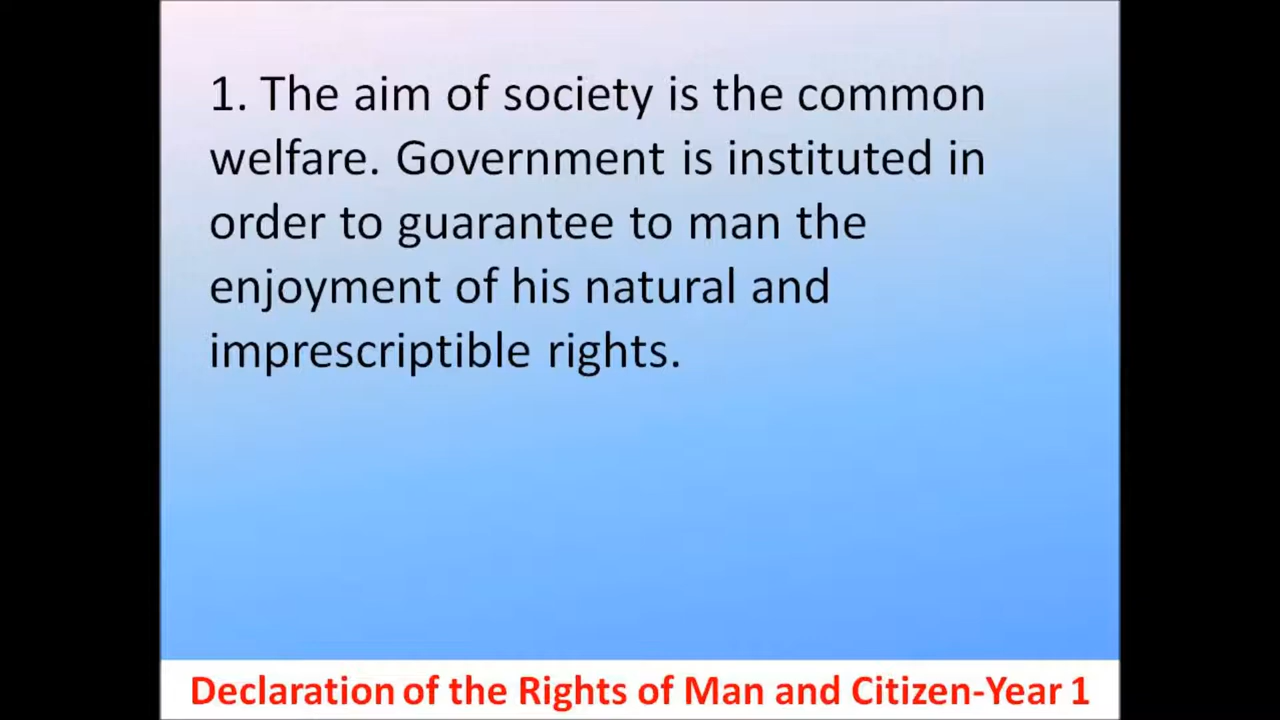 1. The aim of society is the common
welfare. Government is instituted in
order to guarantee to man the
enjoyment of his natural and
imprescriptible rights.
Declaration of the Rights of Man and Citizen-Year 1